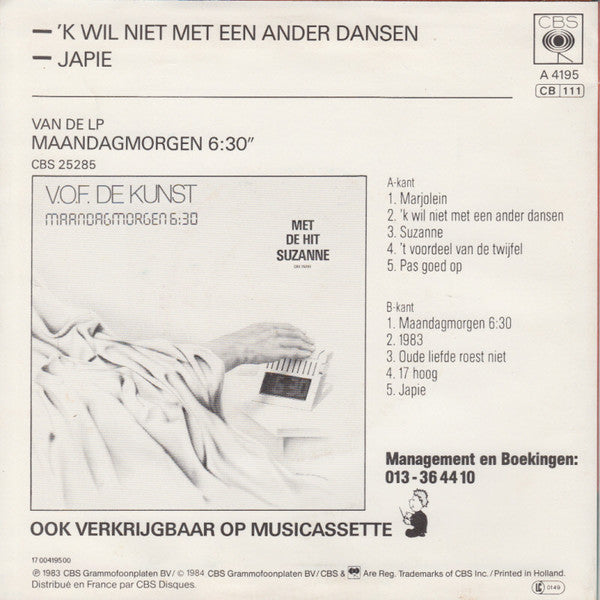 – 'K WIL NIET MET EEN ANDER DANSEN
– JAPIE
CBS
A 4195
CB 111
VAN DE LP
MAANDAGMORGEN 6:30"
CBS 25285
V.O.F. DE KUNST
MAANDAGMORGEN 6:30
MET
DE HIT
SUZANNE
A-kant
1. Marjolein
2. 'k wil niet met een ander dansen
3. Suzanne
4. 't voordeel van de twijfel
5. Pas goed op
B-kant
1. Maandagmorgen 6:30
2. 1983
3. Oude liefde roest niet
4. 17 hoog
5. Japie
Management en Boekingen:
013-36 44 10
OOK VERKRIJGBAAR OP MUSICASSETTE
17 00419500
℗ 1983 CBS Grammofoonplaten BV/© 1984 CBS Grammofoonplaten BV/CBS & Are Reg. Trademarks of CBS Inc./Printed in Holland.
Distribué en France par CBS Disques.
0149